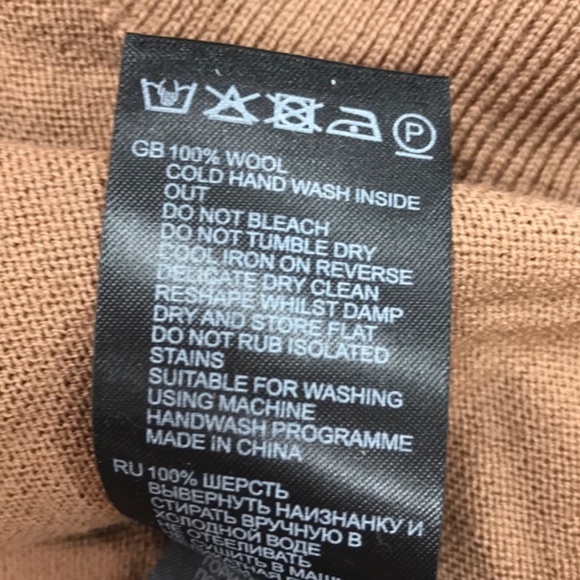 P
GB 100% WOOL
COLD HAND WASH INSIDE
OUT
DO NOT BLEACH
DO NOT TUMBLE DRY
COOL IRON ON REVERSE
DELICATE DRY CLEAN
RESHAPE WHILST DAMP
DRY AND STORE FLAT
DO NOT RUB ISOLATED
STAINS
SUITABLE FOR WASHING
USING MACHINE
HANDWASH PROGRAMME
MADE IN CHINA
RU 100% ШЕРСТЬ
ВЫВЕРНУТЬ НАИЗНАНКУ И
СТИРАТЬ ВРУЧНУЮ В
ХОЛОДНОЙ ВОДЕ
НЕ ОТБЕЛИВАТЬ